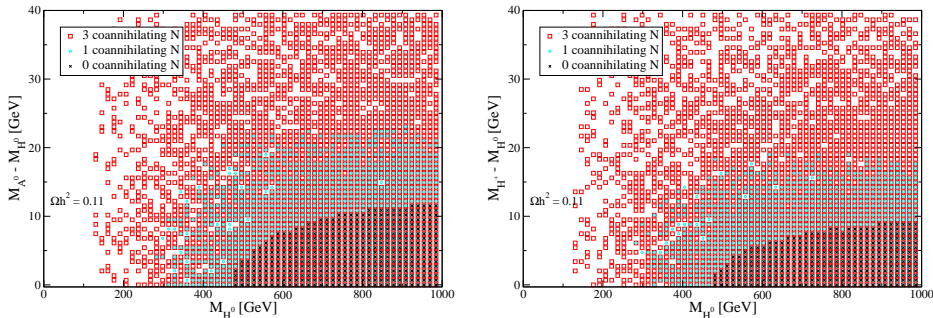 40
30
20
10
0
M_A⁰ - M_H⁰ [GeV]
3 coannihilating N
1 coannihilating N
0 coannihilating N
Ωh² = 0.11
0 200 400 600 800 1000
M_H⁰ [GeV]
40
30
20
10
0
M_H⁺ - M_H⁰ [GeV]
3 coannihilating N
1 coannihilating N
0 coannihilating N
Ωh² = 0.11
0 200 400 600 800 1000
M_H⁰ [GeV]